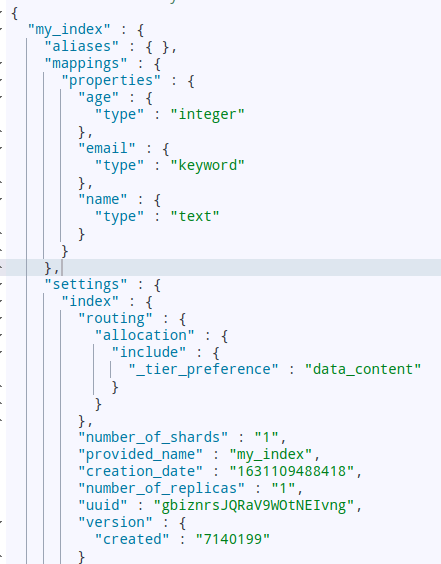 {
"my_index" : {
"aliases" : { },
"mappings" : {
"properties" : {
"age" : {
"type" : "integer"
},
"email" : {
"type" : "keyword"
},
"name" : {
"type" : "text"
}
}
},
"settings" : {
"index" : {
"routing" : {
"allocation" : {
"include" : {
"_tier_preference" : "data_content"
}
}
},
"number_of_shards" : "1",
"provided_name" : "my_index",
"creation_date" : "1631109488418",
"number_of_replicas" : "1",
"uuid" : "gbiznrsJQRaV9WOtNEIvng",
"version" : {
"created" : "7140199"
}